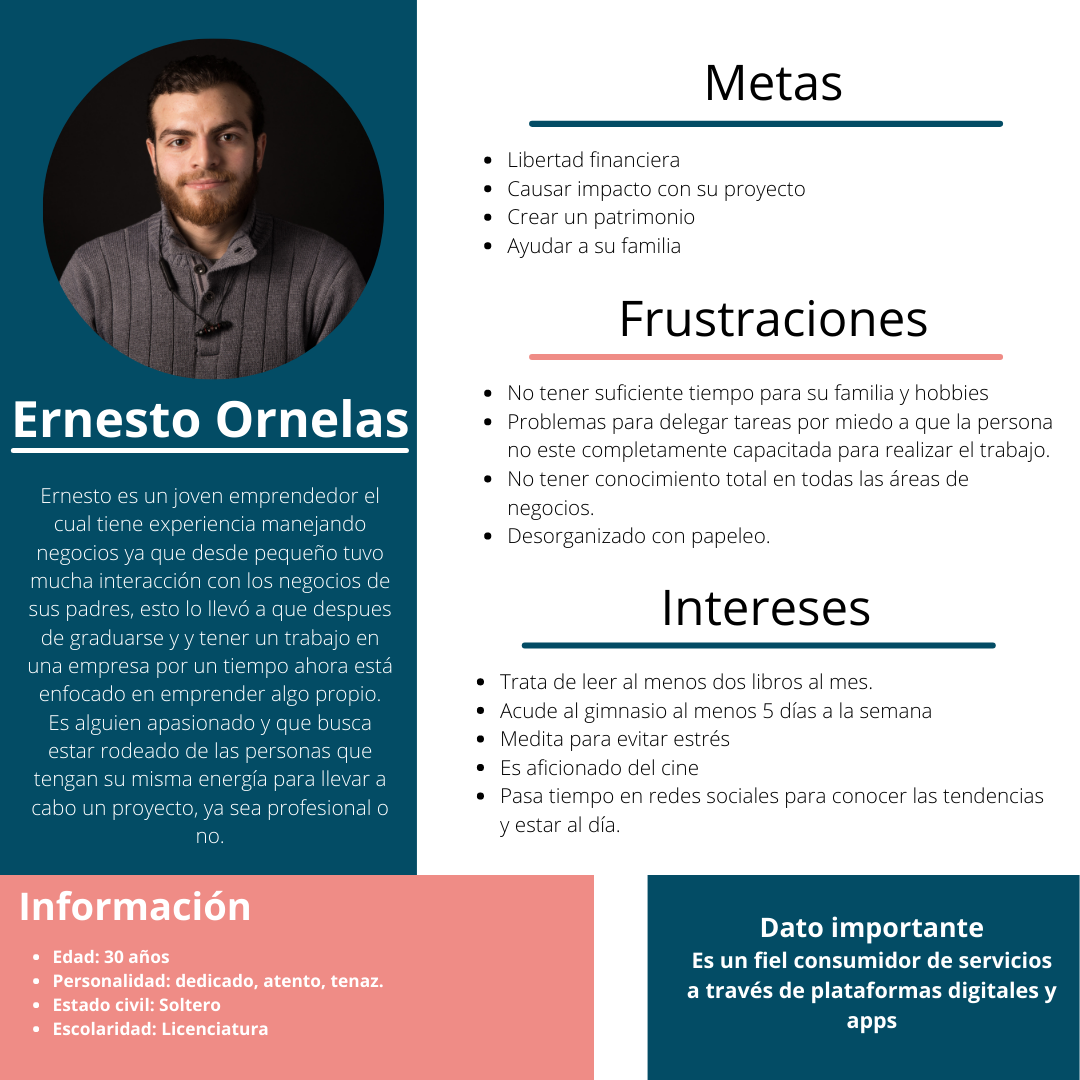 Ernesto Ornelas
Ernesto es un joven emprendedor el
cual tiene experiencia manejando
negocios ya que desde pequeño tuvo
mucha interacción con los negocios de
sus padres, esto lo llevó a que despues
de graduarse y y tener un trabajo en
una empresa por un tiempo ahora está
enfocado en emprender algo propio.
Es alguien apasionado y que busca
estar rodeado de las personas que
tengan su misma energía para llevar a
cabo un proyecto, ya sea profesional o
no.
Metas
• Libertad financiera
• Causar impacto con su proyecto
• Crear un patrimonio
• Ayudar a su familia
Frustraciones
• No tener suficiente tiempo para su familia y hobbies
• Problemas para delegar tareas por miedo a que la persona
no este completamente capacitada para realizar el trabajo.
• No tener conocimiento total en todas las áreas de
negocios.
• Desorganizado con papeleo.
Intereses
• Trata de leer al menos dos libros al mes.
• Acude al gimnasio al menos 5 días a la semana
• Medita para evitar estrés
• Es aficionado del cine
• Pasa tiempo en redes sociales para conocer las tendencias
y estar al día.
Información
• Edad: 30 años
• Personalidad: dedicado, atento, tenaz.
• Estado civil: Soltero
• Escolaridad: Licenciatura
Dato importante
Es un fiel consumidor de servicios
a través de plataformas digitales y
apps